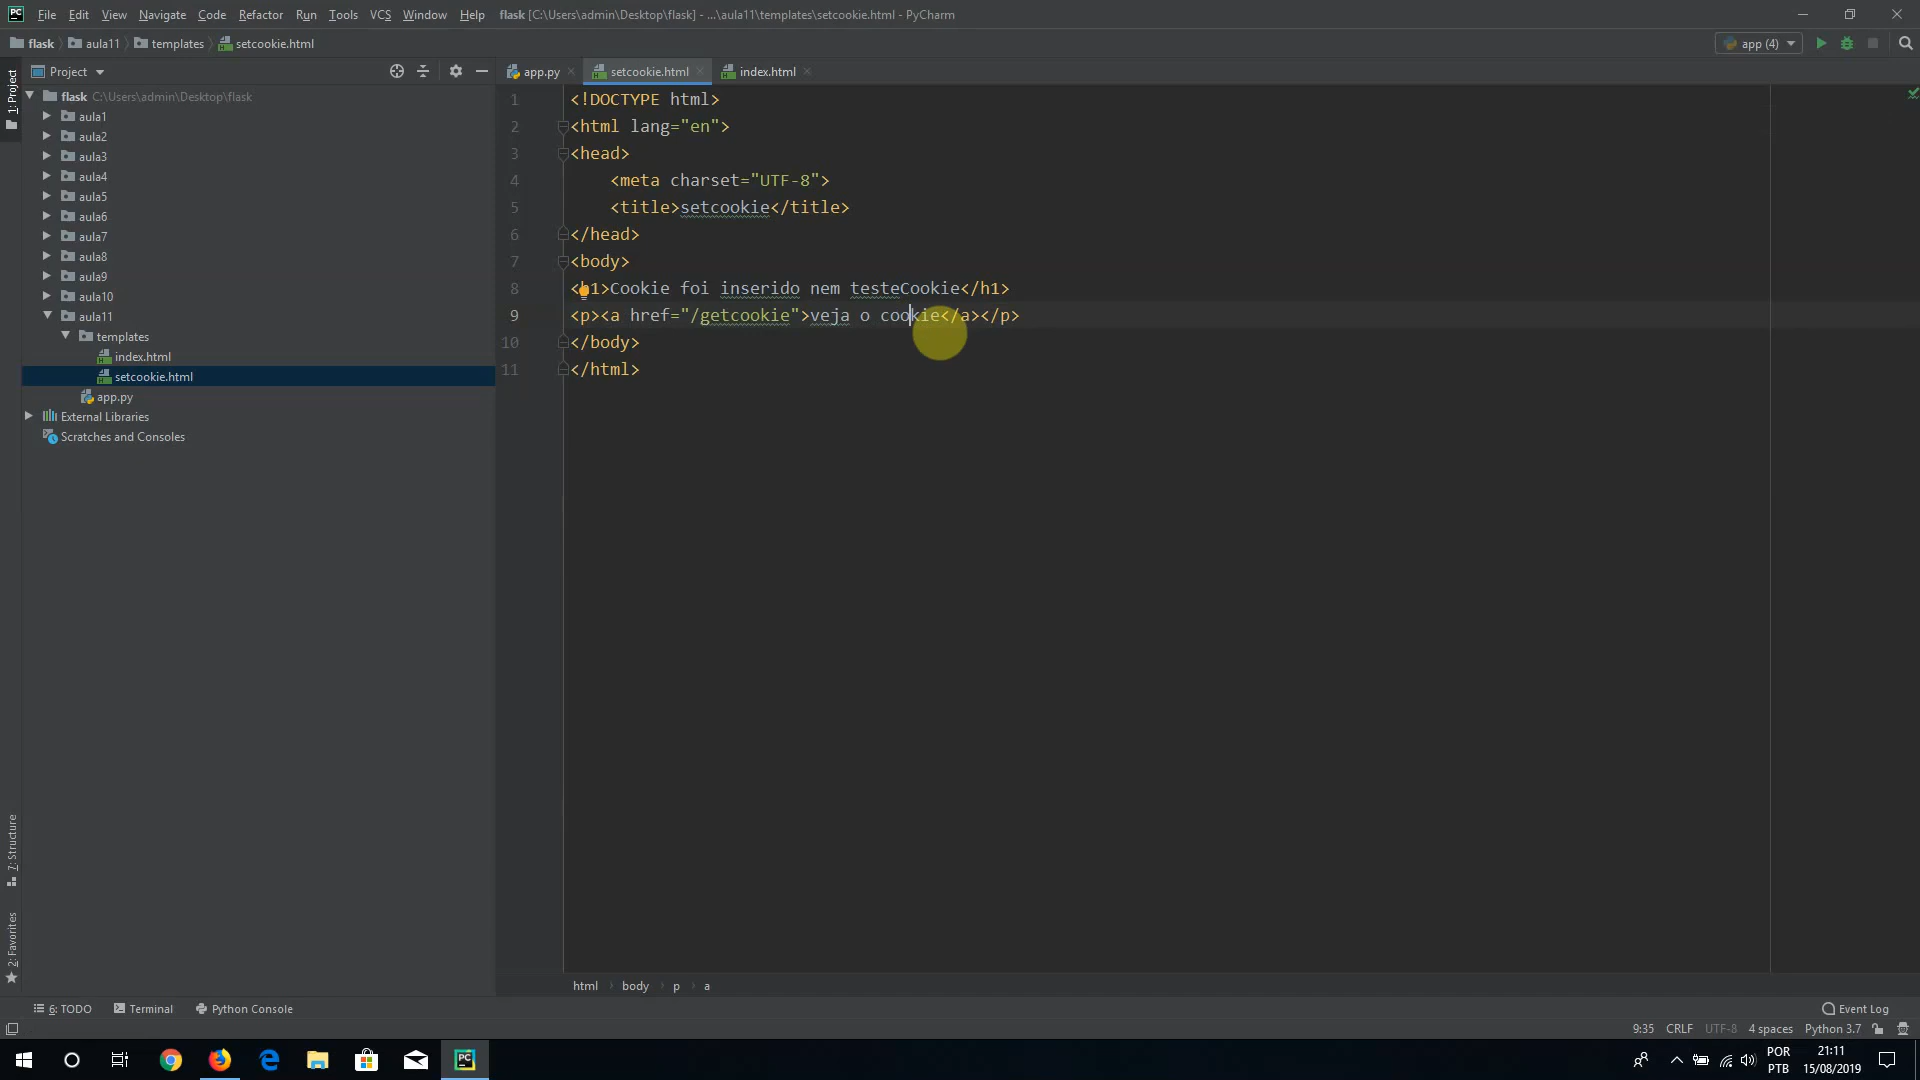 PC File Edit View Navigate Code Refactor Run Tools VCS Window Help flask [C:\Users\admin\Desktop\flask] - ...\aula11\templates\setcookie.html - PyCharm
flask aula11 templates setcookie.html app (4)
1: Project
Project
app.py setcookie.html index.html
flask C:\Users\admin\Desktop\flask
aula1
aula2
aula3
aula4
aula5
aula6
aula7
aula8
aula9
aula10
aula11
templates
index.html
setcookie.html
app.py
External Libraries
Scratches and Consoles
1 <!DOCTYPE html>
2 <html lang="en">
3 <head>
4 <meta charset="UTF-8">
5 <title>setcookie</title>
6 </head>
7 <body>
8 <h1>Cookie foi inserido nem testeCookie</h1>
9 <p><a href="/getcookie">veja o cookie</a></p>
10 </body>
11 </html>
7: Structure
2: Favorites
html body p a
6: TODO Terminal Python Console Event Log
9:35 CRLF UTF-8 4 spaces Python 3.7
PC
POR
PTB
21:11
15/08/2019